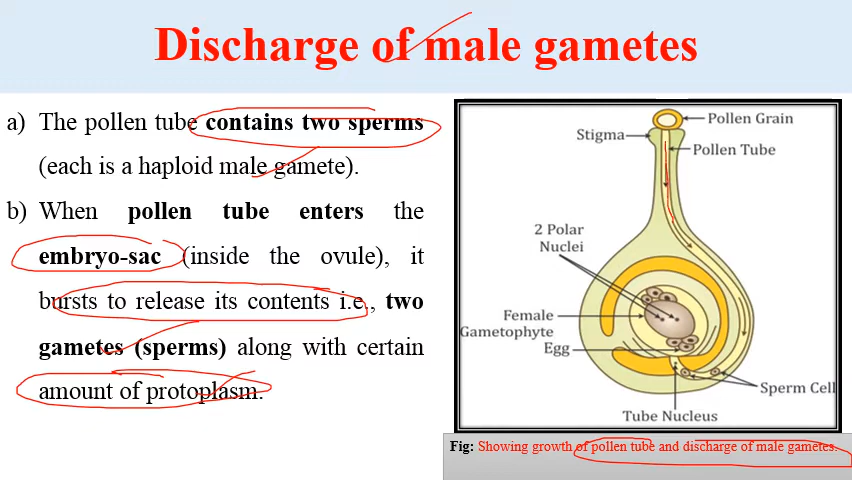 Discharge of male gametes
a) The pollen tube contains two sperms
(each is a haploid male gamete).
b) When pollen tube enters the
embryo-sac (inside the ovule), it
bursts to release its contents i.e., two
gametes (sperms) along with certain
amount of protoplasm.
Pollen Grain
Stigma
Pollen Tube
2 Polar
Nuclei
Female
Gametophyte
Egg
Sperm Cell
Tube Nucleus
Fig: Showing growth of pollen tube and discharge of male gametes.